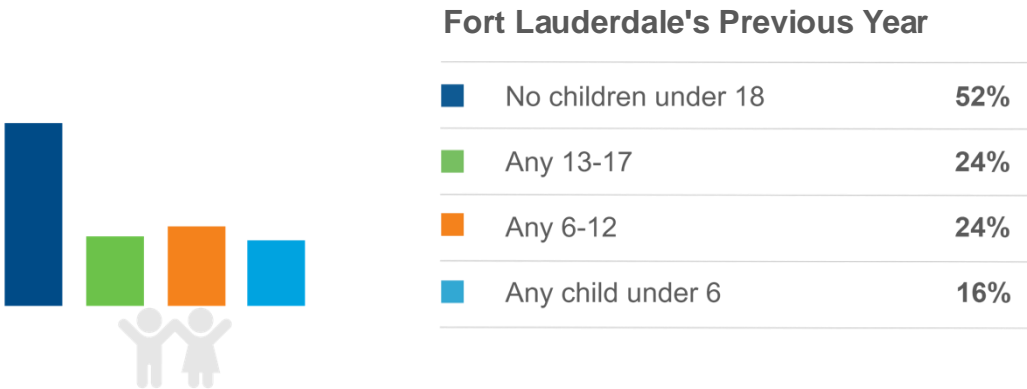 Fort Lauderdale's Previous Year
No children under 18 52%
Any 13-17 24%
Any 6-12 24%
Any child under 6 16%